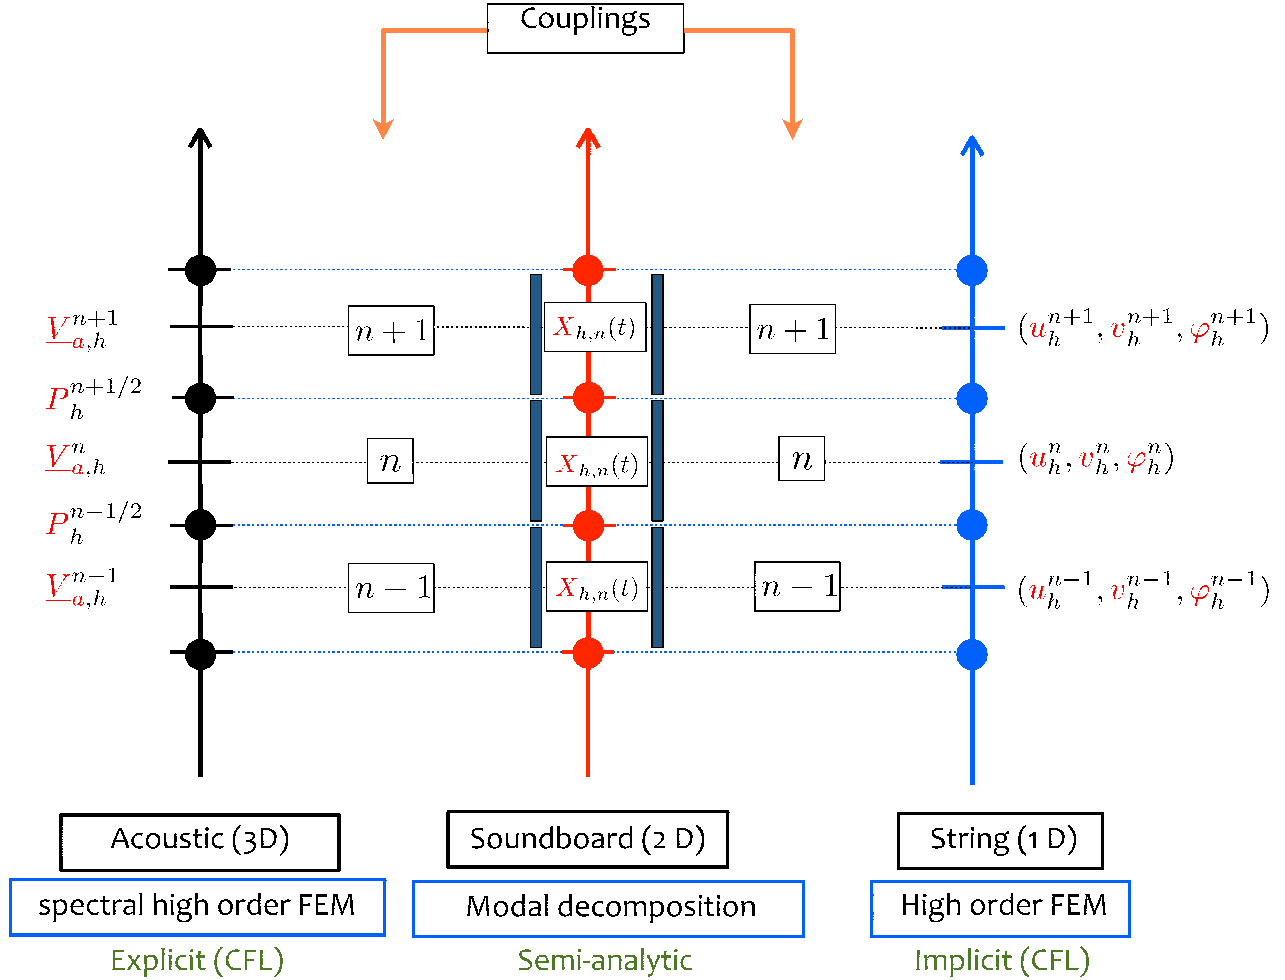 Couplings
V_{a,h}^{n+1} n + 1 X_{h,n}(t) n + 1 (u_h^{n+1}, v_h^{n+1}, φ_h^{n+1})
P_h^{n+1/2}
V_{a,h}^n n X_{h,n}(t) n (u_h^n, v_h^n, φ_h^n)
P_h^{n-1/2}
V_{a,h}^{n-1} n − 1 X_{h,n}(t) n − 1 (u_h^{n-1}, v_h^{n-1}, φ_h^{n-1})
Acoustic (3D) Soundboard (2 D) String (1 D)
spectral high order FEM Modal decomposition High order FEM
Explicit (CFL) Semi-analytic Implicit (CFL)